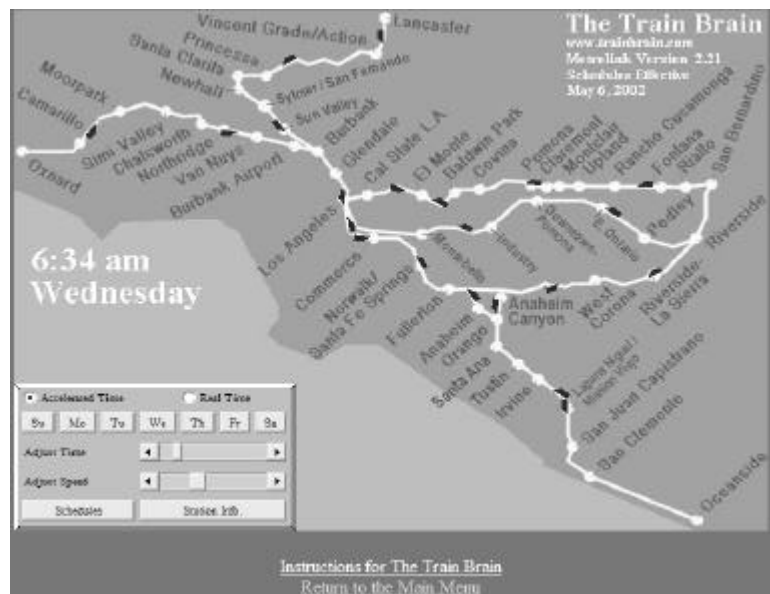 The Train Brain
www.trainbrain.com
Metrolink Version 2.21
Schedules Effective
May 6, 2002
Lancaster
Vincent Grade/Action
Princessa
Santa Clarita
Newhall
Sylmar / San Fernando
Sun Valley
Burbank
Glendale
Cal. State L.A.
El Monte
Baldwin Park
Covina
Pomona
Claremont
Montclair
Upland
Rancho Cucamonga
Fontana
Rialto
San Bernardino
Moorpark
Camarillo
Oxnard
Simi Valley
Chatsworth
Northridge
Van Nuys
Burbank Airport
Los Angeles
Commerce
Norwalk/
Santa Fe Springs
Fullerton
Montebello
Industry
Downtown
Pomona
E. Ontario
Pedley
Riverside
Riverside-
La Sierra
West
Corona
Anaheim
Canyon
Anaheim
Orange
Santa Ana
Tustin
Irvine
Laguna Niguel /
Mission Viejo
San Juan Capistrano
San Clemente
Oceanside
6:34 am
Wednesday
Accelerated Time
Real Time
Su Mo Tu We Th Fr Sa
Adjust Time
Adjust Speed
Schedules Station Info.
Instructions for The Train Brain
Return to the Main Menu